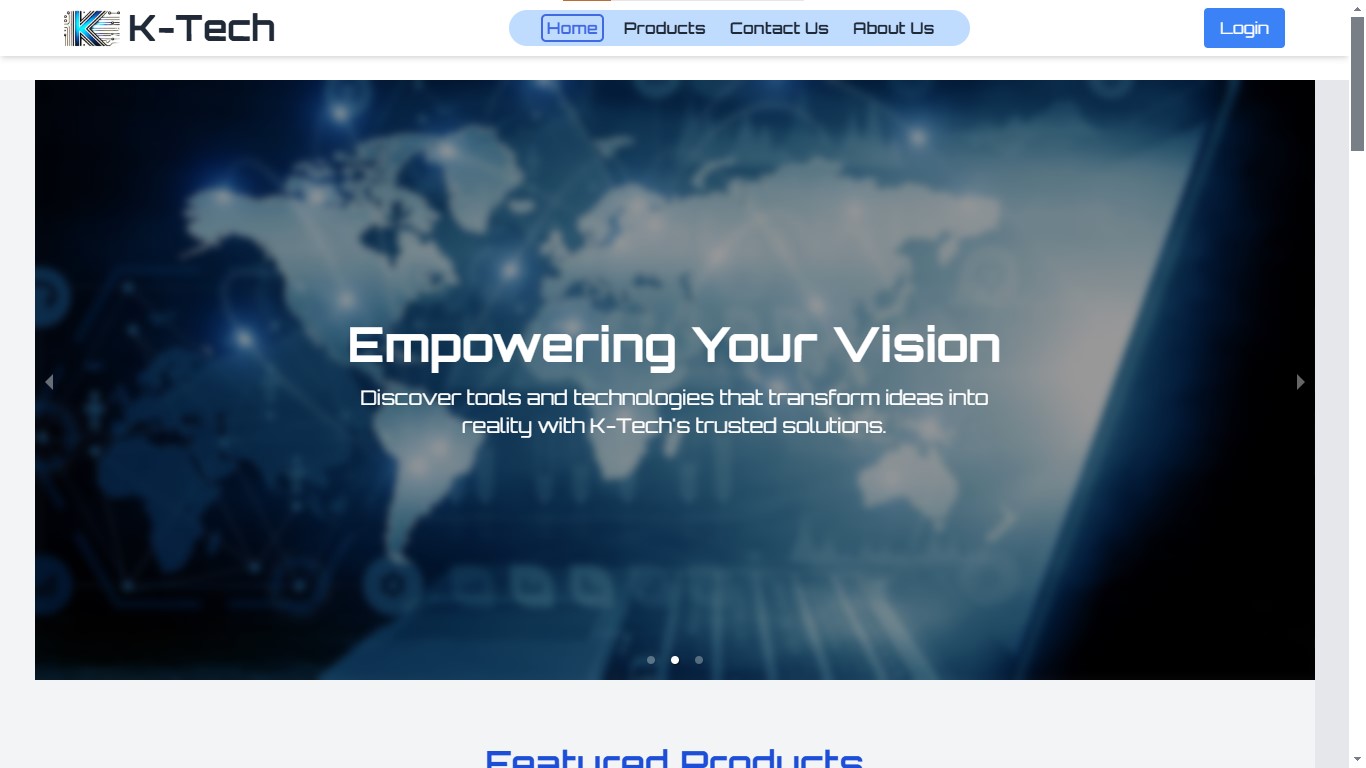 K-Tech
Home
Products
Contact Us
About Us
Login
Empowering Your Vision
Discover tools and technologies that transform ideas into
reality with K-Tech's trusted solutions.
Featured Products